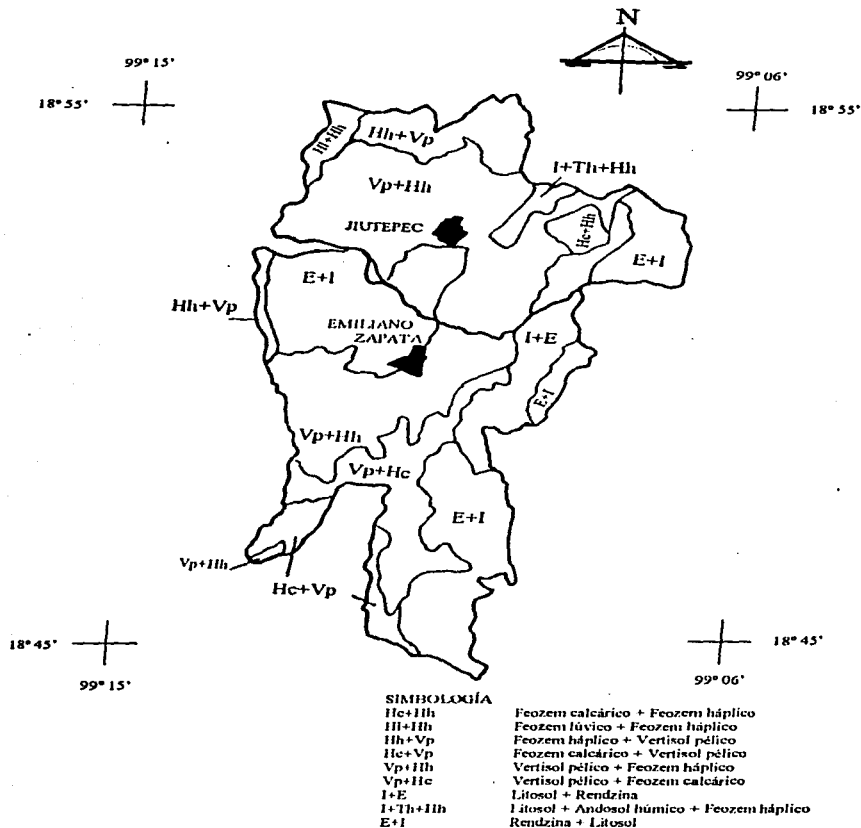 N
99° 15'
99° 06'
18° 55'
18° 55'
Hl+Hh
Hh+Vp
I+Th+Hh
Vp+Hh
JIUTEPEC
Hc+Hh
E+I
E+I
Hh+Vp
EMILIANO
ZAPATA
I+E
E+I
Vp+Hh
Vp+Hc
E+I
Vp+Hh
Hc+Vp
18° 45'
18° 45'
99° 15'
99° 06'
SIMBOLOGÍA
Hc+Hh Feozem calcárico + Feozem háplico
Hl+Hh Feozem lúvico + Feozem háplico
Hh+Vp Feozem háplico + Vertisol pélico
Hc+Vp Feozem calcárico + Vertisol pélico
Vp+Hh Vertisol pélico + Feozem háplico
Vp+Hc Vertisol pélico + Feozem calcárico
I+E Litosol + Rendzina
I+Th+Hh Litosol + Andosol húmico + Feozem háplico
E+I Rendzina + Litosol